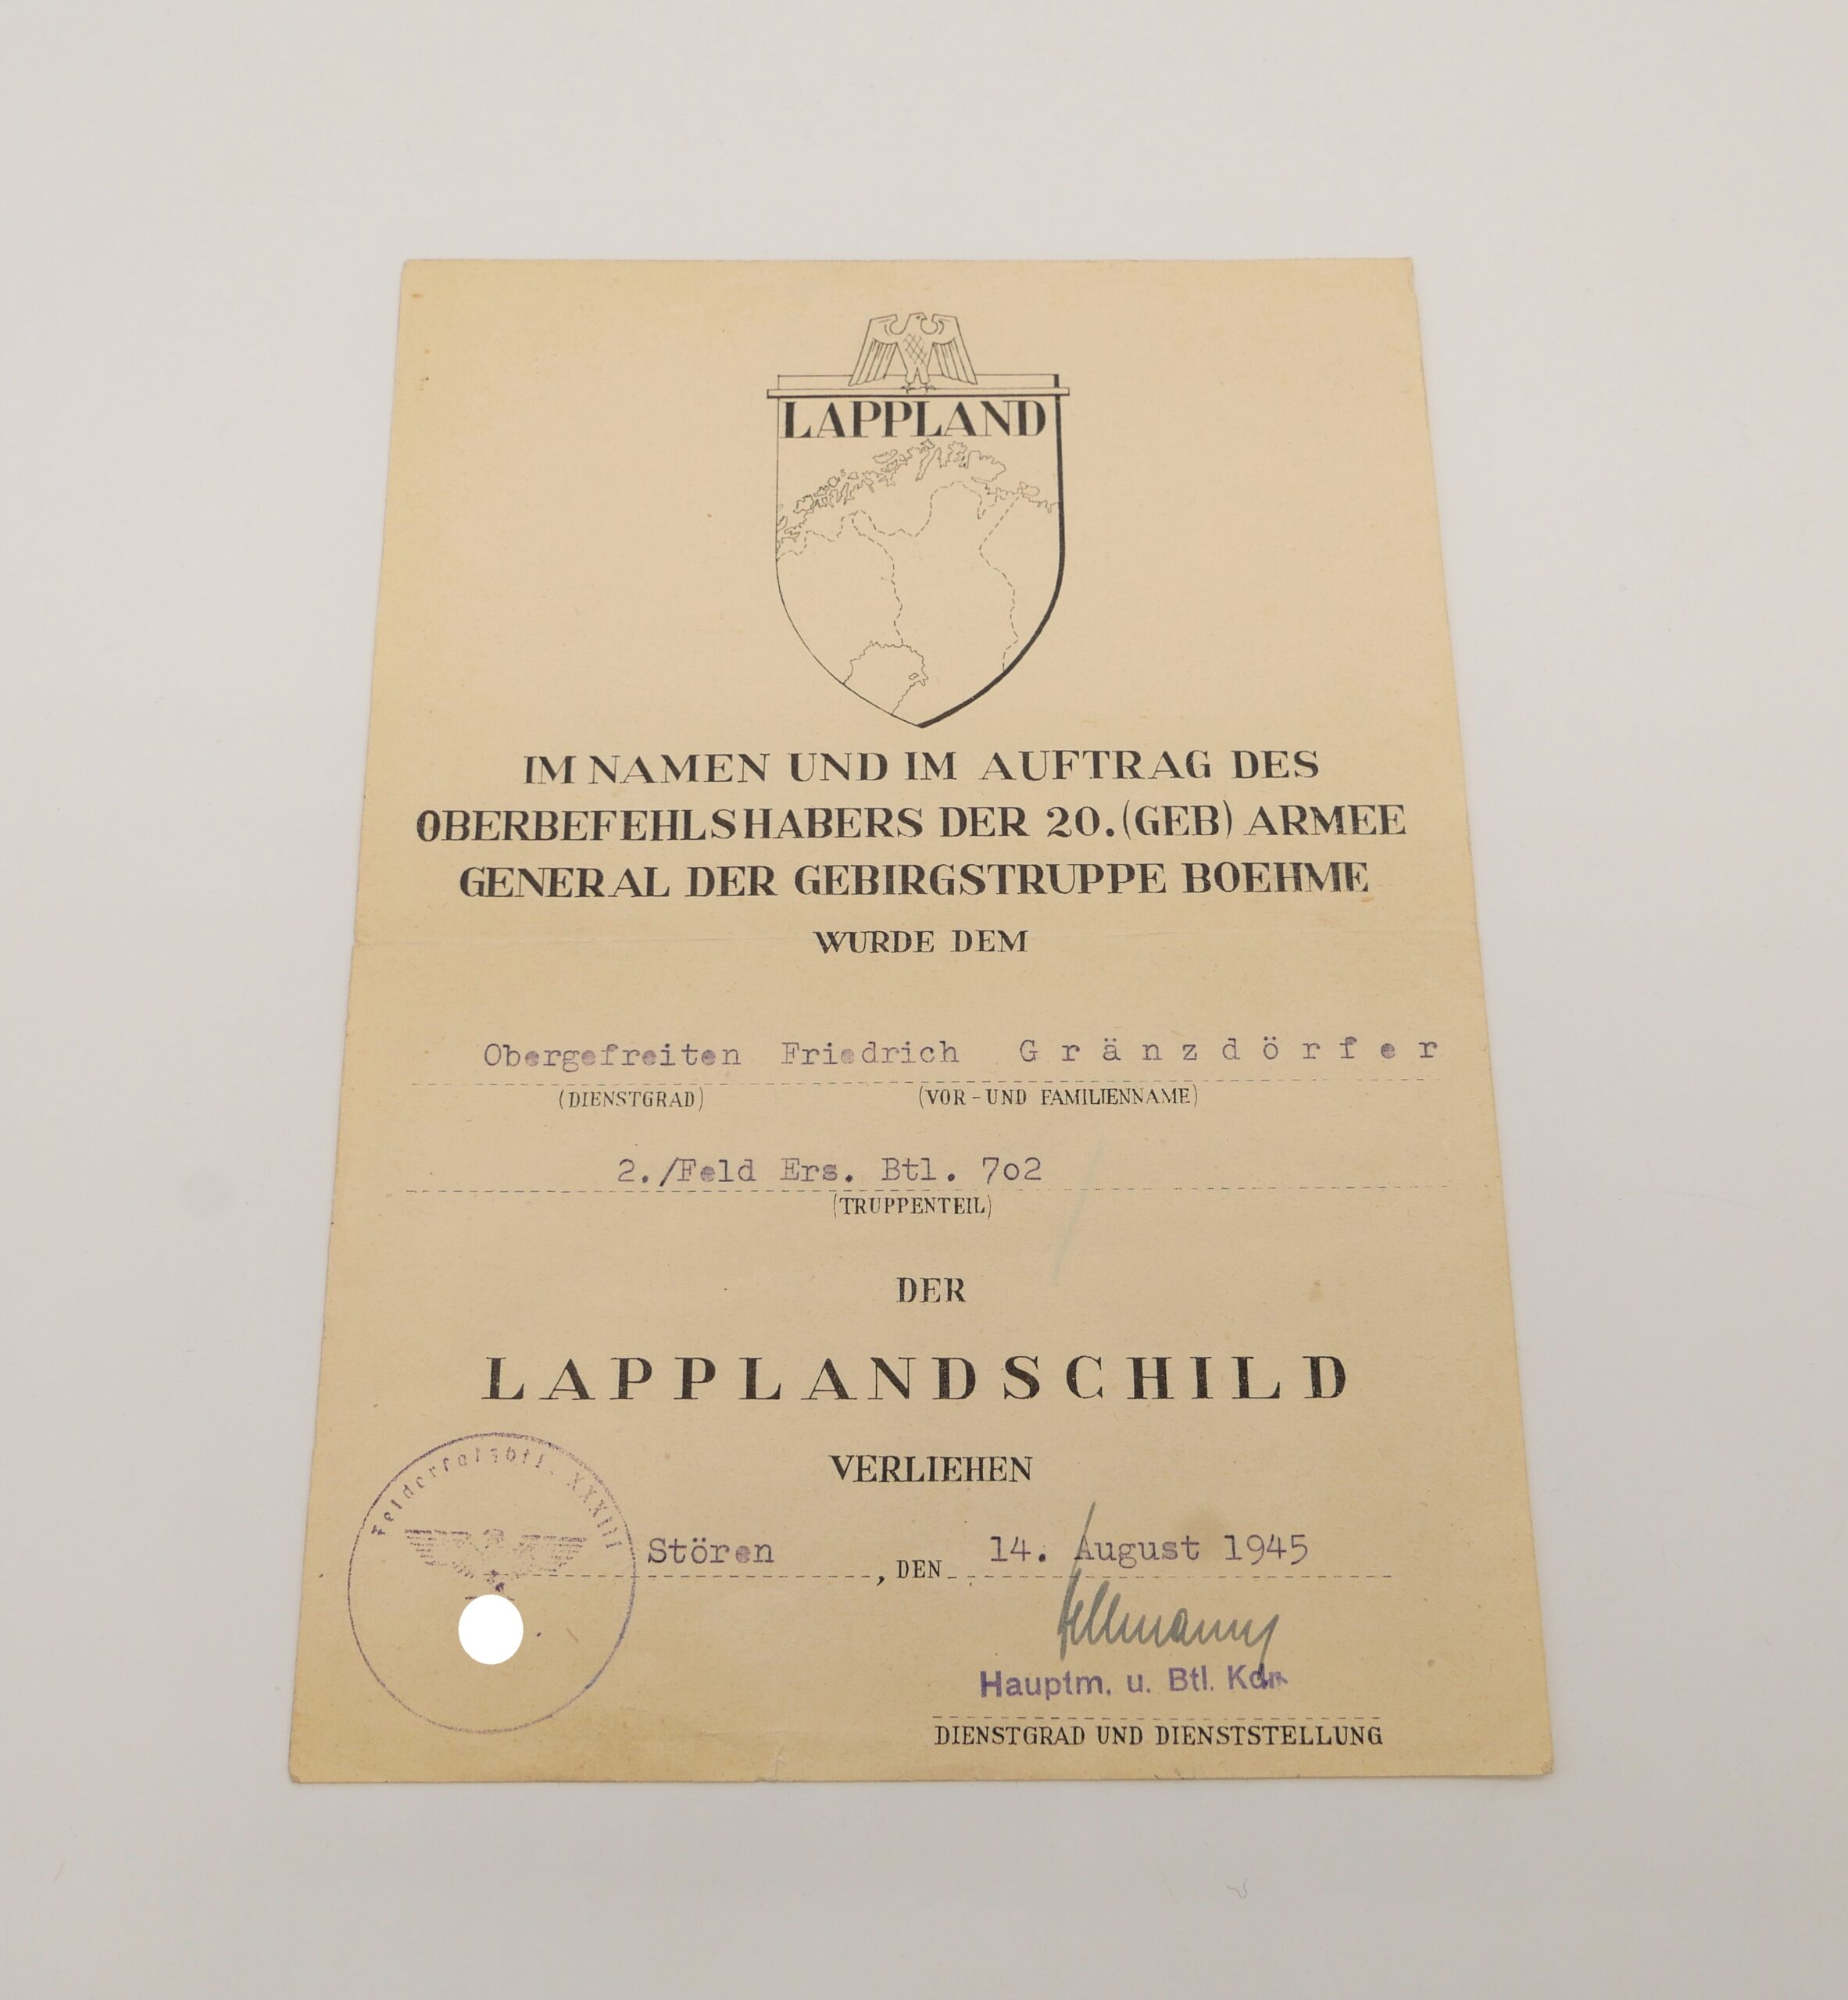 LAPPLAND
IM NAMEN UND IM AUFTRAG DES
OBERBEFEHLSHABERS DER 20.(GEB) ARMEE
GENERAL DER GEBIRGSTRUPPE BOEHME
WURDE DEM
Obergefreiten Friedrich Gränzdörfer
(DIENSTGRAD) (VOR-UND FAMILIENNAME)
2./Feld Ers. Btl. 7o2
(TRUPPENTEIL)
DER
LAPPLANDSCHILD
VERLIEHEN
Stören, DEN 14. August 1945
Hauptm. u. Btl. Kdr.
DIENSTGRAD UND DIENSTSTELLUNG